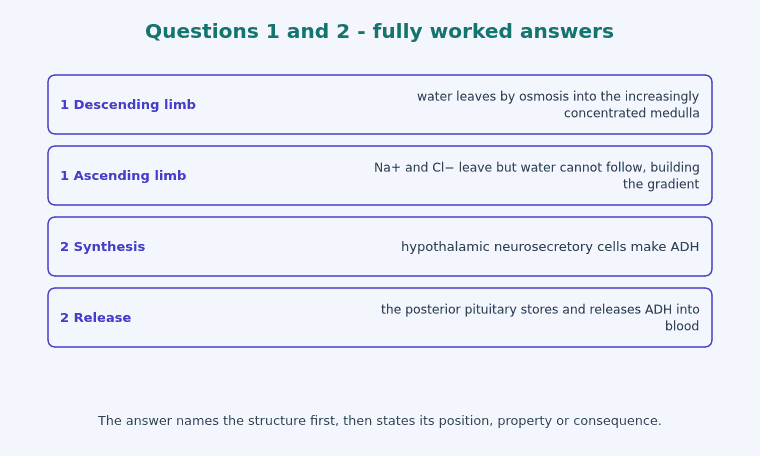 Questions 1 and 2 - fully worked answers
1 Descending limb
water leaves by osmosis into the increasingly
concentrated medulla
1 Ascending limb
Na+ and Cl− leave but water cannot follow, building
the gradient
2 Synthesis
hypothalamic neurosecretory cells make ADH
2 Release
the posterior pituitary stores and releases ADH into
blood
The answer names the structure first, then states its position, property or consequence.